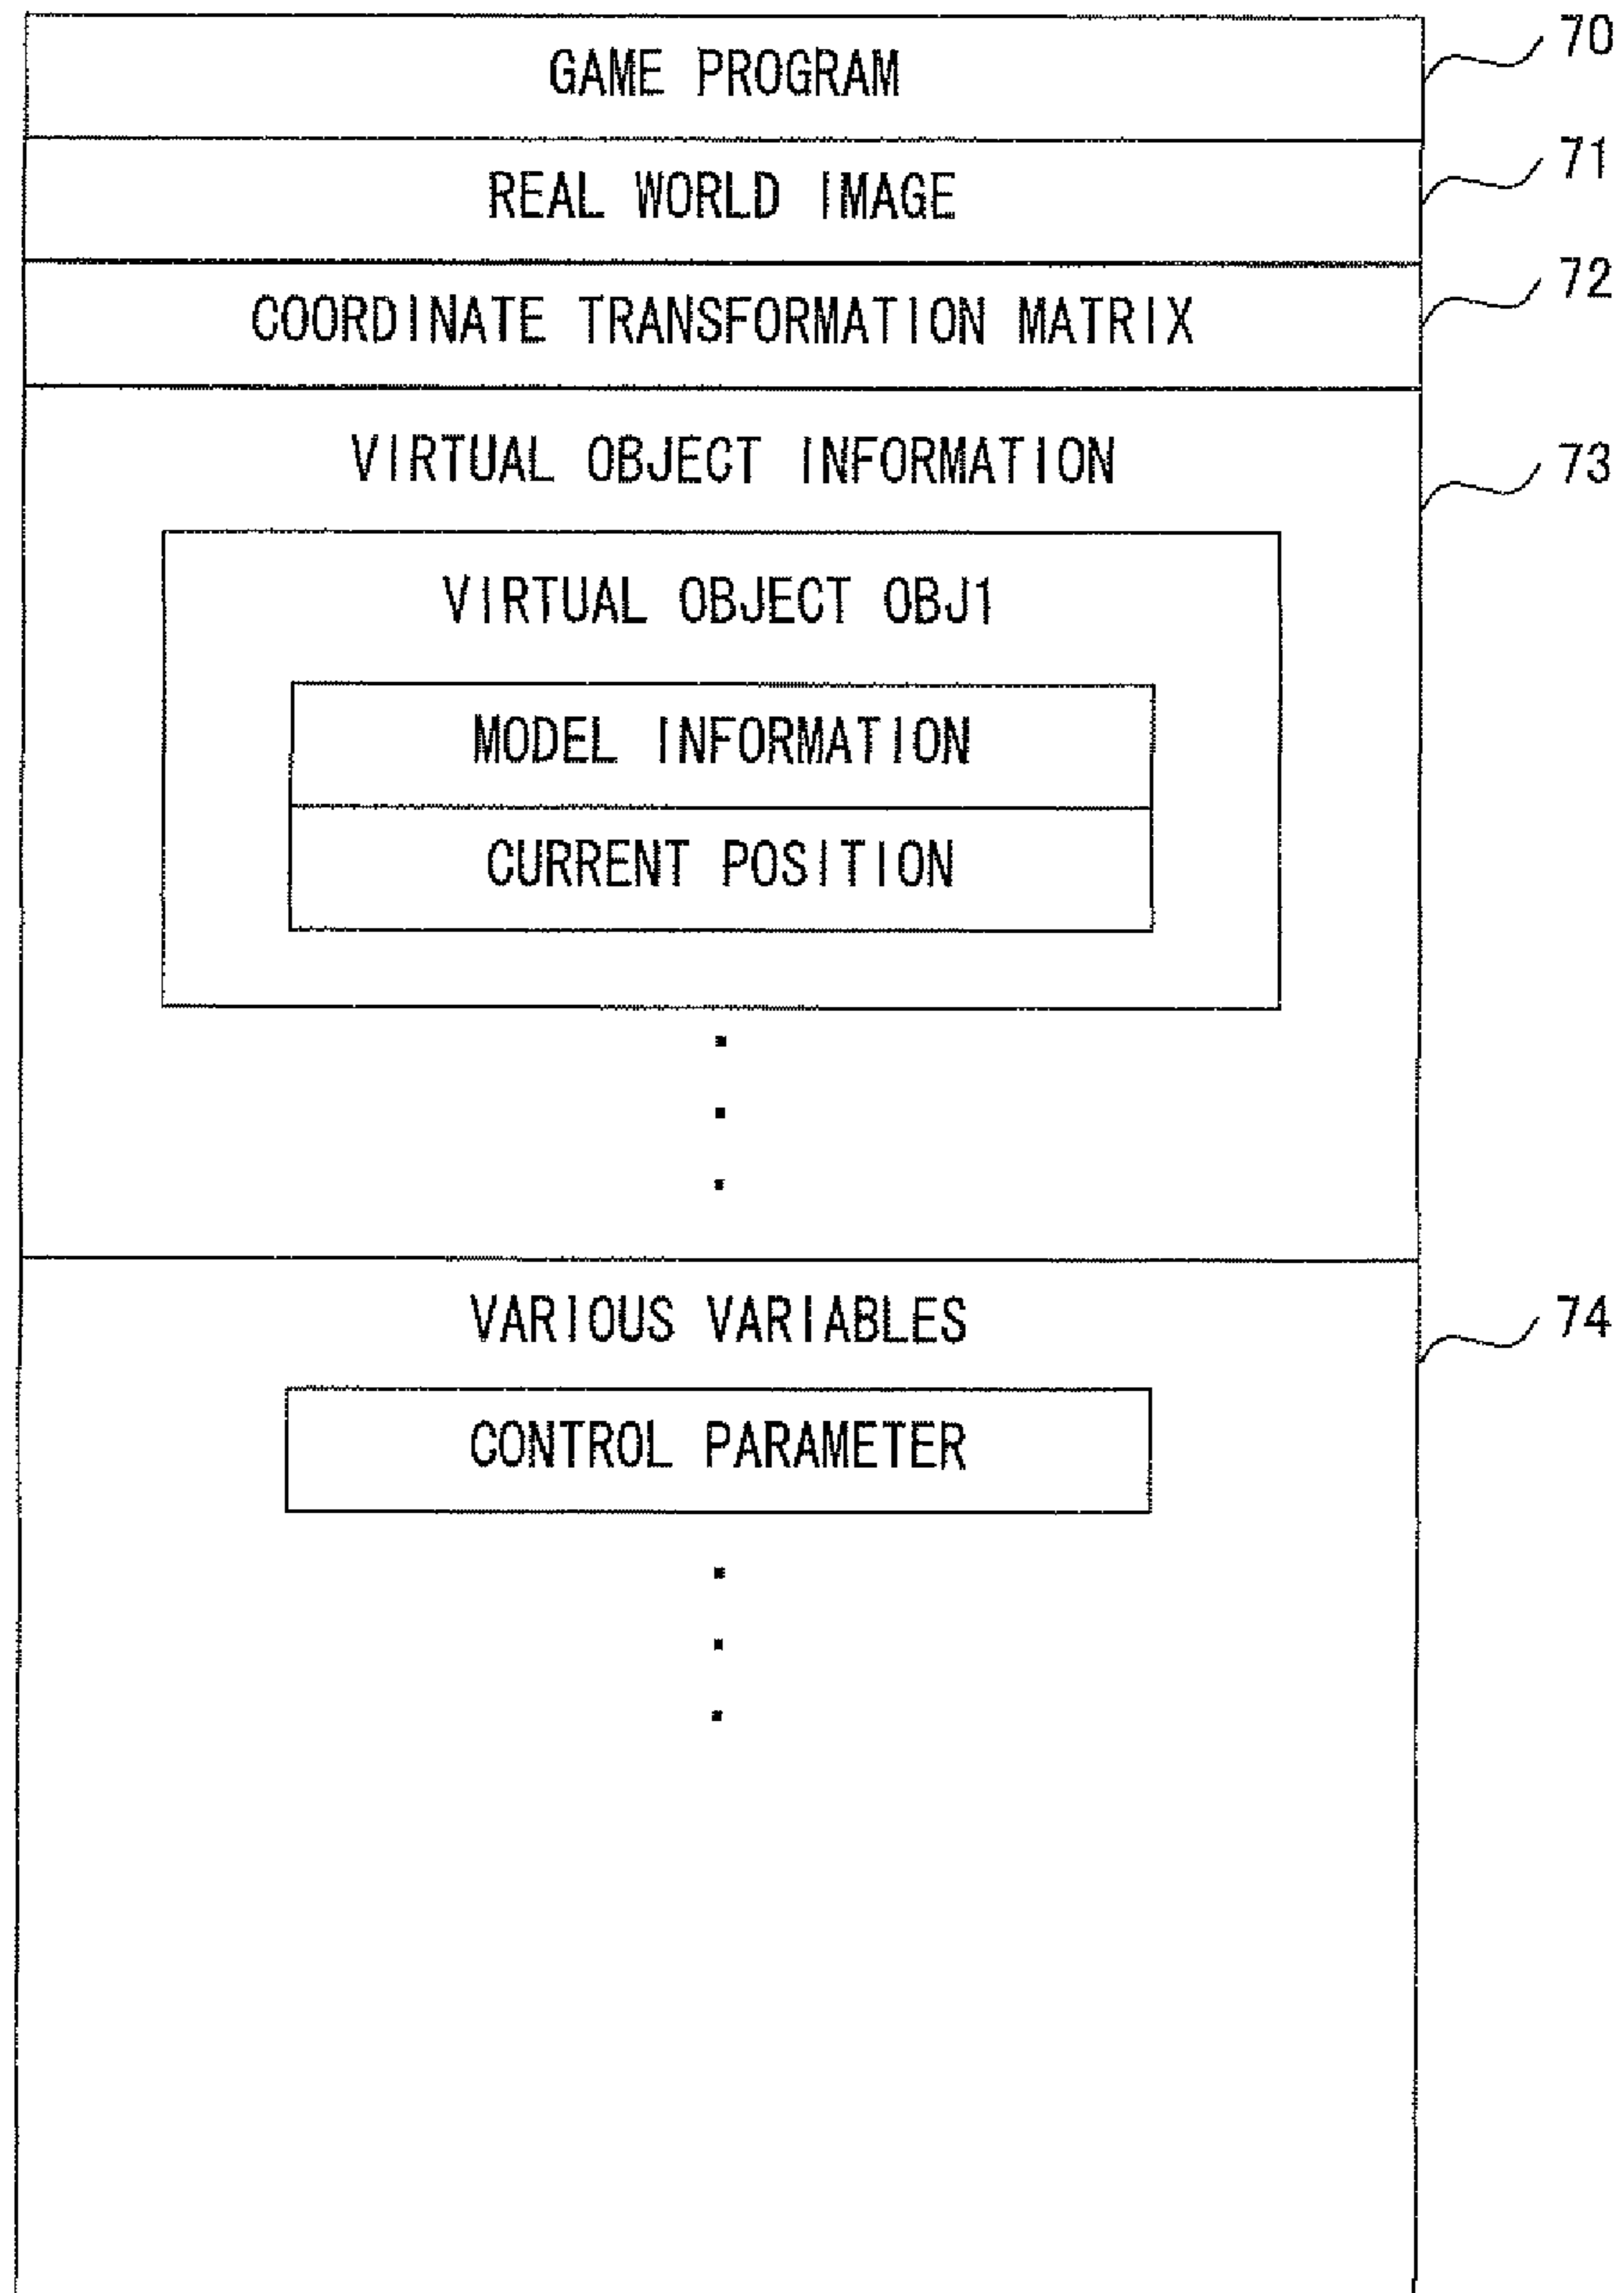 GAME PROGRAM 70
REAL WORLD IMAGE 71
COORDINATE TRANSFORMATION MATRIX 72
VIRTUAL OBJECT INFORMATION 73
VIRTUAL OBJECT OBJ1
MODEL INFORMATION
CURRENT POSITION
VARIOUS VARIABLES 74
CONTROL PARAMETER